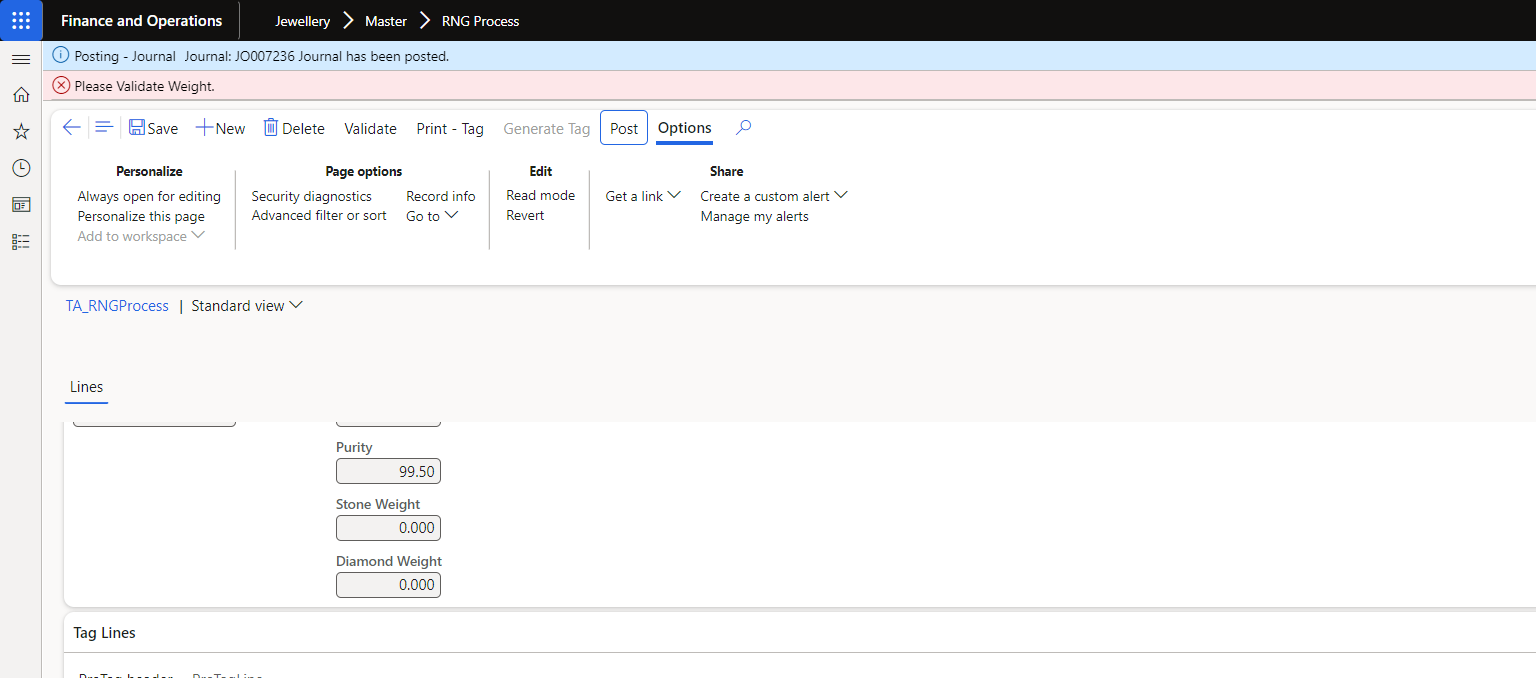 Finance and Operations
Jewellery Master RNG Process
Posting - Journal Journal: JO007236 Journal has been posted.
Please Validate Weight.
Save New Delete Validate Print - Tag Generate Tag Post Options
Personalize
Always open for editing
Personalize this page
Add to workspace
Page options
Security diagnostics
Advanced filter or sort
Record info
Go to
Edit
Read mode
Revert
Share
Get a link
Create a custom alert
Manage my alerts
TA_RNGProcess | Standard view
Lines
Purity
99.50
Stone Weight
0.000
Diamond Weight
0.000
Tag Lines